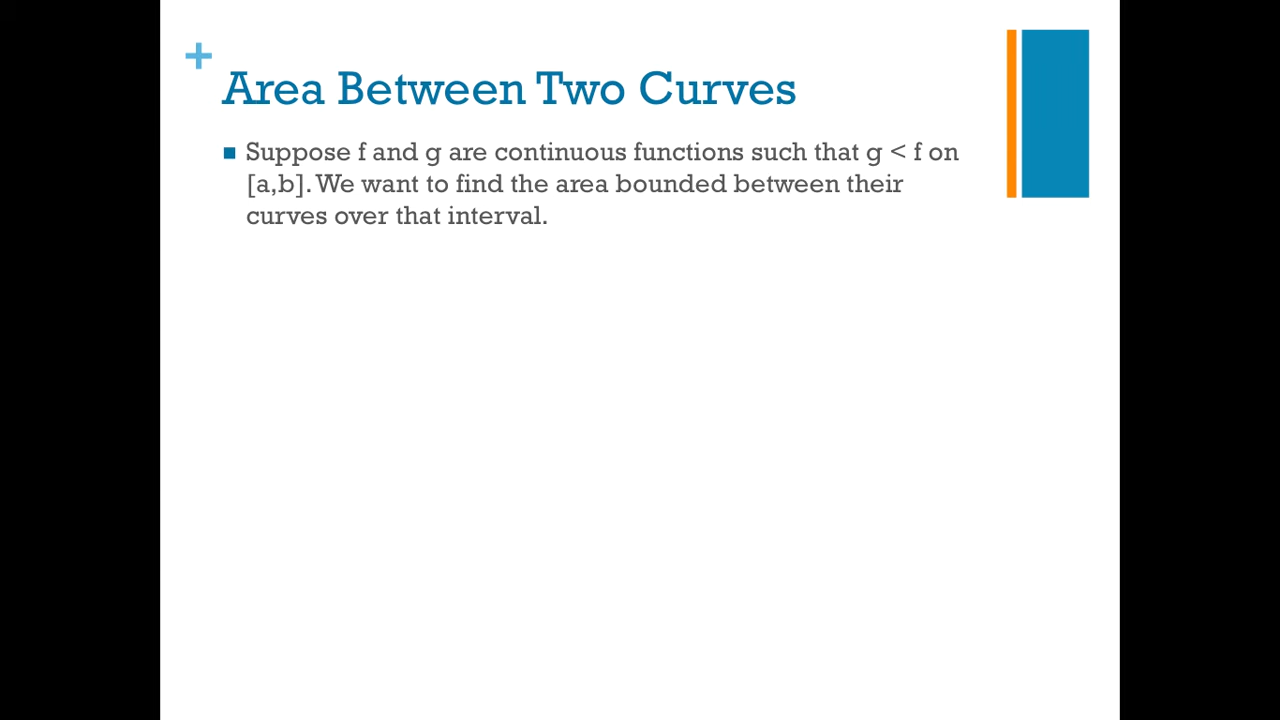 +
Area Between Two Curves
■ Suppose f and g are continuous functions such that g < f on
[a,b]. We want to find the area bounded between their
curves over that interval.